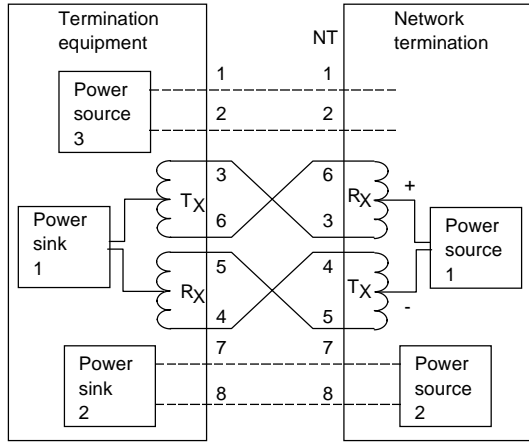 Termination
equipment
NT
Network
termination
Power
source
3
1
1
2
2
3
6
TX
RX
+
6
3
Power
sink
1
Power
source
1
5
4
RX
TX
4
5
-
7
7
Power
sink
2
Power
source
2
8
8